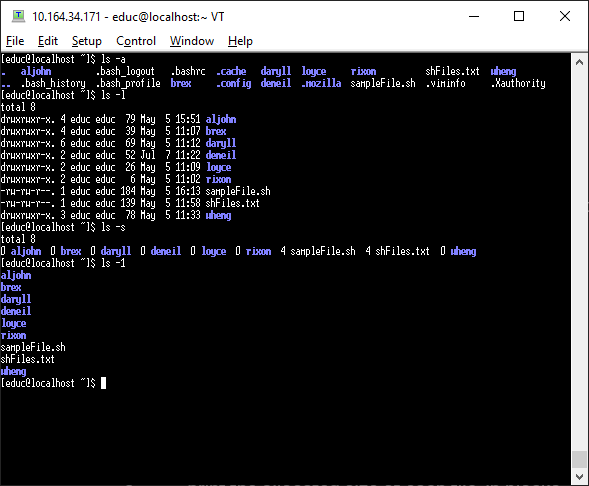 10.164.34.171 - educ@localhost:~ VT
File Edit Setup Control Window Help
[educ@localhost ~]$ ls -a
. aljohn .bash_logout .bashrc .cache daryll loyce rixon shFiles.txt wheng
.. .bash_history .bash_profile brex .config deneil .mozilla sampleFile.sh .viminfo .Xauthority
[educ@localhost ~]$ ls -l
total 8
drwxrwxr-x. 4 educ educ 79 May 5 15:51 aljohn
drwxrwxr-x. 4 educ educ 39 May 5 11:07 brex
drwxrwxr-x. 6 educ educ 69 May 5 11:12 daryll
drwxrwxr-x. 2 educ educ 52 Jul 7 11:22 deneil
drwxrwxr-x. 2 educ educ 26 May 5 11:09 loyce
drwxrwxr-x. 2 educ educ 6 May 5 11:02 rixon
-rw-rw-r--. 1 educ educ 184 May 5 16:13 sampleFile.sh
-rw-rw-r--. 1 educ educ 139 May 5 11:58 shFiles.txt
drwxrwxr-x. 3 educ educ 78 May 5 11:33 wheng
[educ@localhost ~]$ ls -s
total 8
0 aljohn 0 brex 0 daryll 0 deneil 0 loyce 0 rixon 4 sampleFile.sh 4 shFiles.txt 0 wheng
[educ@localhost ~]$ ls -1
aljohn
brex
daryll
deneil
loyce
rixon
sampleFile.sh
shFiles.txt
wheng
[educ@localhost ~]$